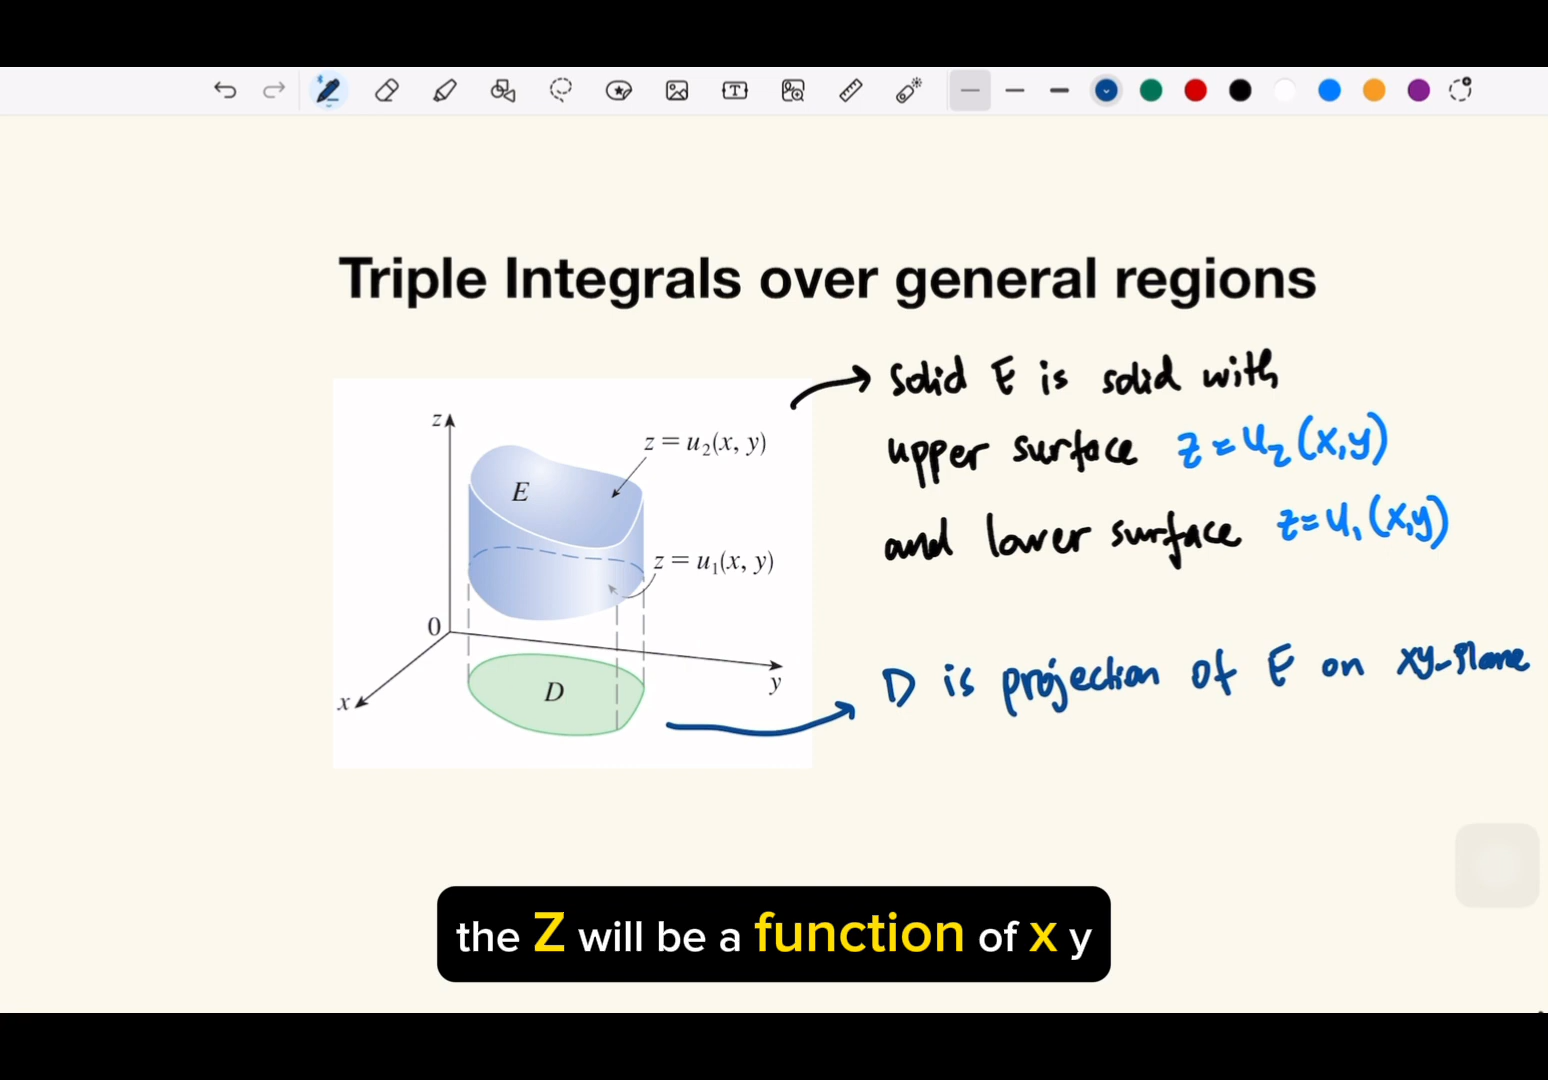 Triple Integrals over general regions
Solid E is solid with
upper surface z = u₂(x,y)
and lower surface z = u₁(x,y)
D is projection of E on xy-plane
z
z = u₂(x, y)
E
z = u₁(x, y)
0
x
D
y
the Z will be a function of x y